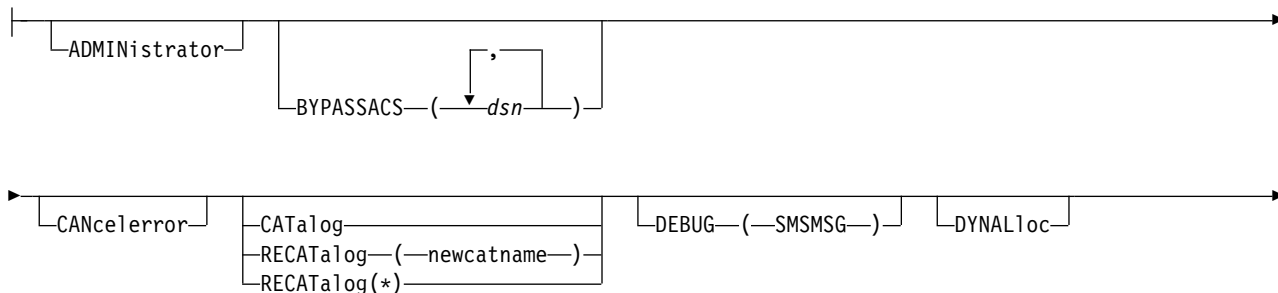 ADMINistrator
,
BYPASSACS ( dsn )
CANcelerror CATalog DEBUG ( SMSMSG ) DYNALloc
RECATalog ( newcatname )
RECATalog(*)